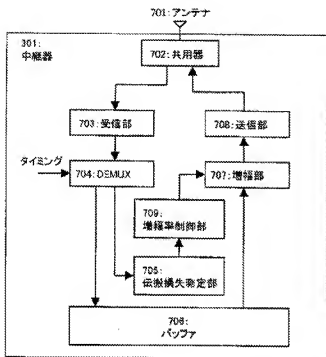 701:アンテナ
301:
中継器
702:共用器
703:受信部
708:送信部
タイミング
704:DEMUX
707:増幅部
709:
増幅率制御部
705:
伝搬損失測定部
706:
バッファ